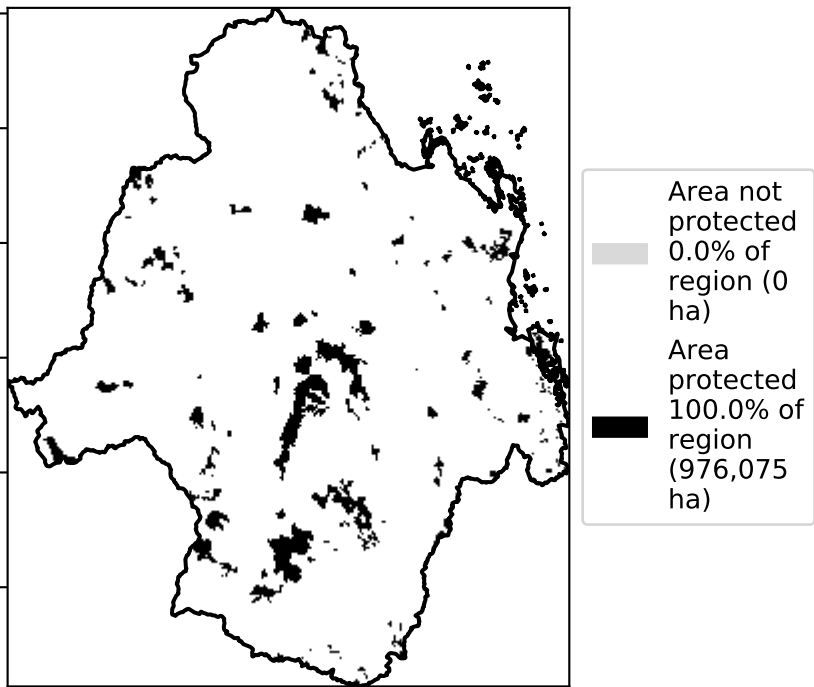 Area not
protected
0.0% of
region (0
ha)
Area
protected
100.0% of
region
(976,075
ha)